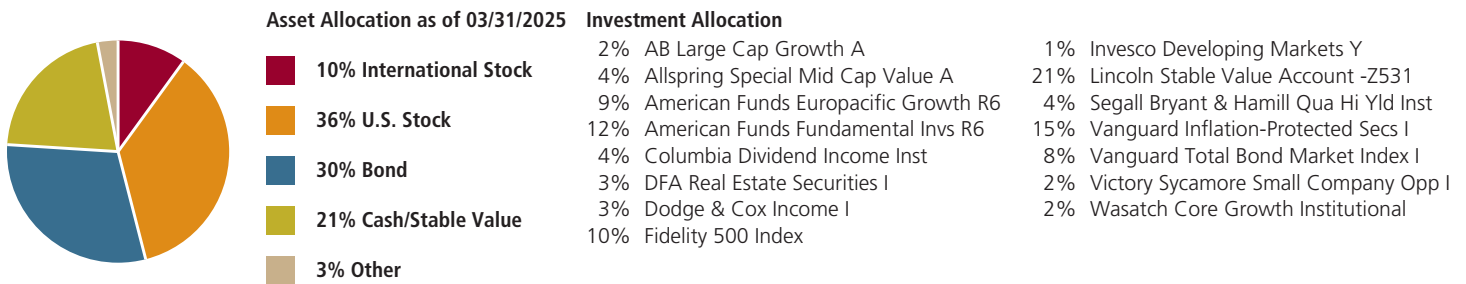 Asset Allocation as of 03/31/2025
10% International Stock
36% U.S. Stock
30% Bond
21% Cash/Stable Value
3% Other
Investment Allocation
2% AB Large Cap Growth A
4% Allspring Special Mid Cap Value A
9% American Funds Europacific Growth R6
12% American Funds Fundamental Invs R6
4% Columbia Dividend Income Inst
3% DFA Real Estate Securities I
3% Dodge & Cox Income I
10% Fidelity 500 Index
1% Invesco Developing Markets Y
21% Lincoln Stable Value Account -Z531
4% Segall Bryant & Hamill Qua Hi Yld Inst
15% Vanguard Inflation-Protected Secs I
8% Vanguard Total Bond Market Index I
2% Victory Sycamore Small Company Opp I
2% Wasatch Core Growth Institutional